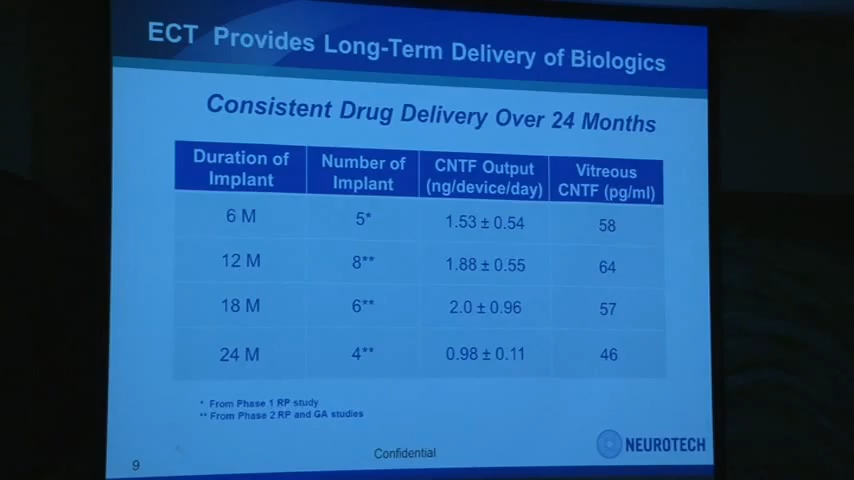 ECT Provides Long-Term Delivery of Biologics
Consistent Drug Delivery Over 24 Months
Duration of Implant Number of Implant CNTF Output (ng/device/day) Vitreous CNTF (pg/ml)
6 M 5* 1.53 ± 0.54 58
12 M 8** 1.88 ± 0.55 64
18 M 6** 2.0 ± 0.96 57
24 M 4** 0.98 ± 0.11 46
* From Phase 1 RP study
** From Phase 2 RP and GA studies
9 Confidential NEUROTECH